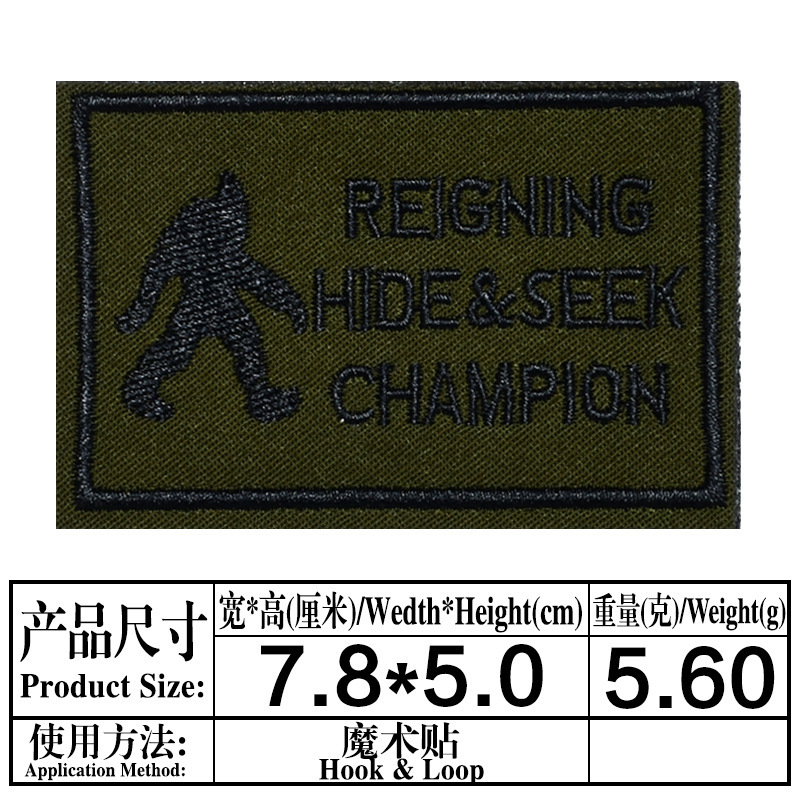 REIGNING
HIDE&SEEK
CHAMPION
产品尺寸
Product Size:
宽*高(厘米)/Wedth*Height(cm)
7.8*5.0
重量(克)/Weight(g)
5.60
使用方法:
Application Method:
魔术贴
Hook & Loop